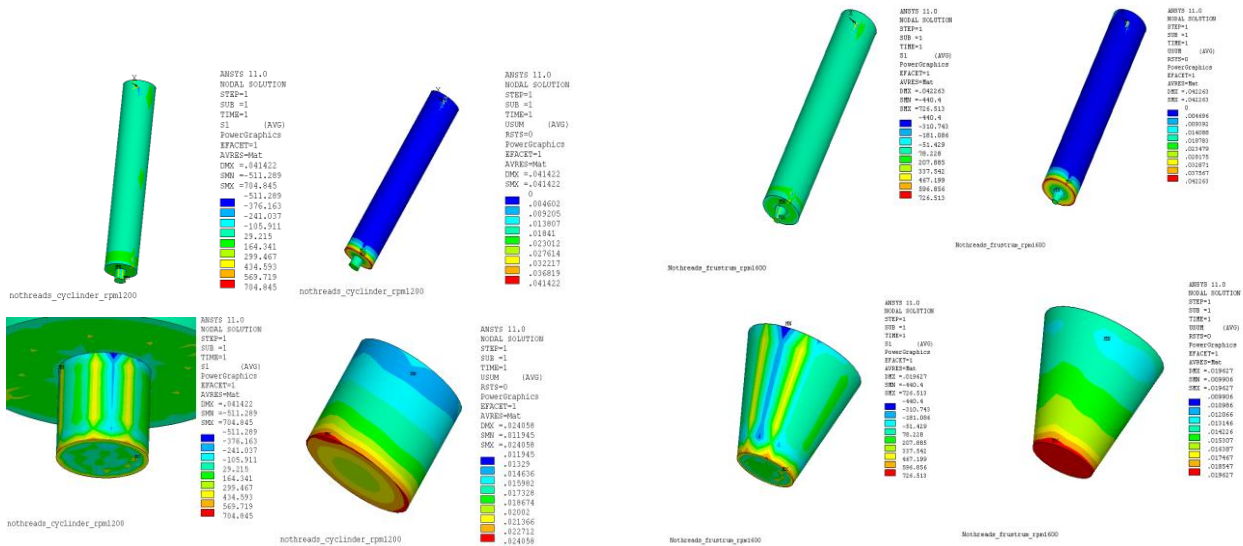 ANSYS 11.0
NODAL SOLUTION
STEP=1
SUB =1
TIME=1
S1 (AVG)
PowerGraphics
EFACET=1
AVRES=Mat
DMX =.041422
SMN =-511.289
SMX =704.845
-511.289
-376.163
-241.037
-105.911
29.215
164.341
299.467
434.593
569.719
704.845
nothreads_cyclinder_rpm1200
ANSYS 11.0
NODAL SOLUTION
STEP=1
SUB =1
TIME=1
USUM (AVG)
RSYS=0
PowerGraphics
EFACET=1
AVRES=Mat
DMX =.041422
SMX =.041422
0
.004602
.009205
.013807
.01841
.023012
.027614
.032217
.036819
.041422
nothreads_cyclinder_rpm1200
ANSYS 11.0
NODAL SOLUTION
STEP=1
SUB =1
TIME=1
S1 (AVG)
PowerGraphics
EFACET=1
AVRES=Mat
DMX =.042263
SMN =-440.4
SMX =726.513
-440.4
-310.743
-181.086
-51.429
78.228
207.885
337.542
467.199
596.856
726.513
Nothreads_frustrum_rpm1600
ANSYS 11.0
NODAL SOLUTION
STEP=1
SUB =1
TIME=1
USUM (AVG)
RSYS=0
PowerGraphics
EFACET=1
AVRES=Mat
DMX =.042263
SMX =.042263
0
.004696
.009391
.014088
.018783
.023479
.028175
.032871
.037567
.042263
Nothreads_frustrum_rpm1600
ANSYS 11.0
NODAL SOLUTION
STEP=1
SUB =1
TIME=1
S1 (AVG)
PowerGraphics
EFACET=1
AVRES=Mat
DMX =.041422
SMN =-511.289
SMX =704.845
-511.289
-376.163
-241.037
-105.911
29.215
164.341
299.467
434.593
569.719
704.845
nothreads_cyclinder_rpm1200
ANSYS 11.0
NODAL SOLUTION
STEP=1
SUB =1
TIME=1
USUM (AVG)
RSYS=0
PowerGraphics
EFACET=1
AVRES=Mat
DMX =.024058
SMN =.011945
SMX =.024058
.011945
.01329
.014636
.015982
.017328
.018674
.02002
.021366
.022712
.024058
nothreads_cyclinder_rpm1200
ANSYS 11.0
NODAL SOLUTION
STEP=1
SUB =1
TIME=1
S1 (AVG)
PowerGraphics
EFACET=1
AVRES=Mat
DMX =.019627
SMN =-440.4
SMX =726.513
-440.4
-310.743
-181.086
-51.429
78.228
207.885
337.542
467.199
596.856
726.513
Nothreads_frustrum_rpm1600
ANSYS 11.0
NODAL SOLUTION
STEP=1
SUB =1
TIME=1
USUM (AVG)
RSYS=0
PowerGraphics
EFACET=1
AVRES=Mat
DMX =.019627
SMN =.009906
SMX =.019627
.009906
.010986
.012066
.013146
.014226
.015307
.016387
.017467
.018547
.019627
Nothreads_frustrum_rpm1600